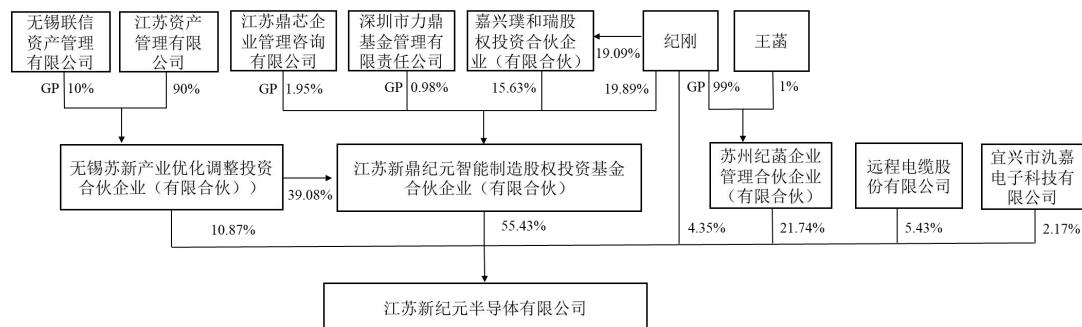 无锡联信
资产管理
有限公司
江苏资产
管理有限公
司
江苏鼎芯企
业管理咨询
有限公司
深圳市力鼎
基金管理有
限责任公司
嘉兴璞和瑞股
权投资合伙企
业（有限合伙）
19.09%
纪刚
王菡
GP
10%
90%
GP
1.95%
GP
0.98%
15.63%
19.89%
GP
99%
1%
无锡苏新产业优化调整投资
合伙企业（有限合伙））
39.08%
江苏新鼎纪元智能制造股权投资基金
合伙企业（有限合伙）
苏州纪菡企业
管理合伙企业
（有限合伙）
远程电缆股
份有限公司
宜兴市氿嘉
电子科技有
限公司
10.87%
55.43%
4.35%
21.74%
5.43%
2.17%
江苏新纪元半导体有限公司